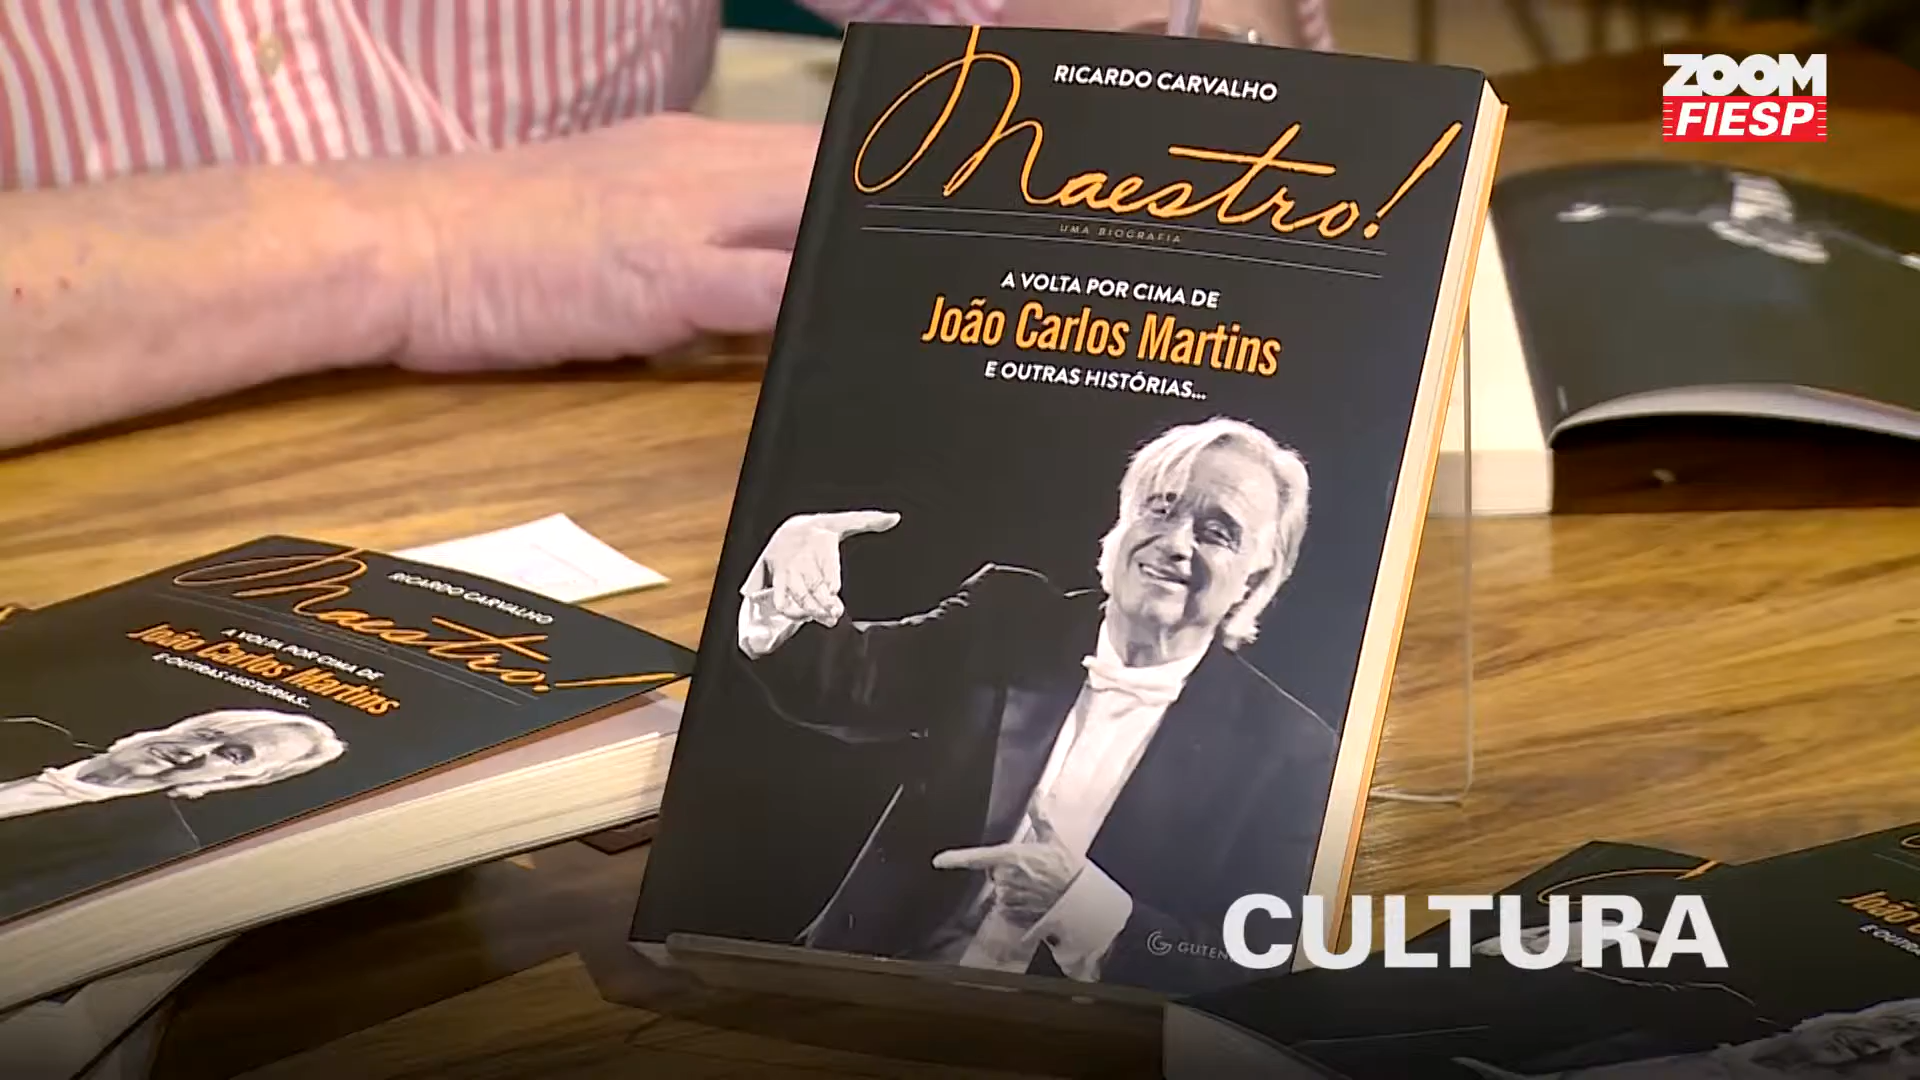 ZOOM
FIESP
RICARDO CARVALHO
Maestro!
UMA BIOGRAFIA
A VOLTA POR CIMA DE
João Carlos Martins
E OUTRAS HISTÓRIAS...
RICARDO CARVALHO
Maestro!
A VOLTA POR CIMA DE
João Carlos Martins
E OUTRAS HISTÓRIAS...
João
CULTURA